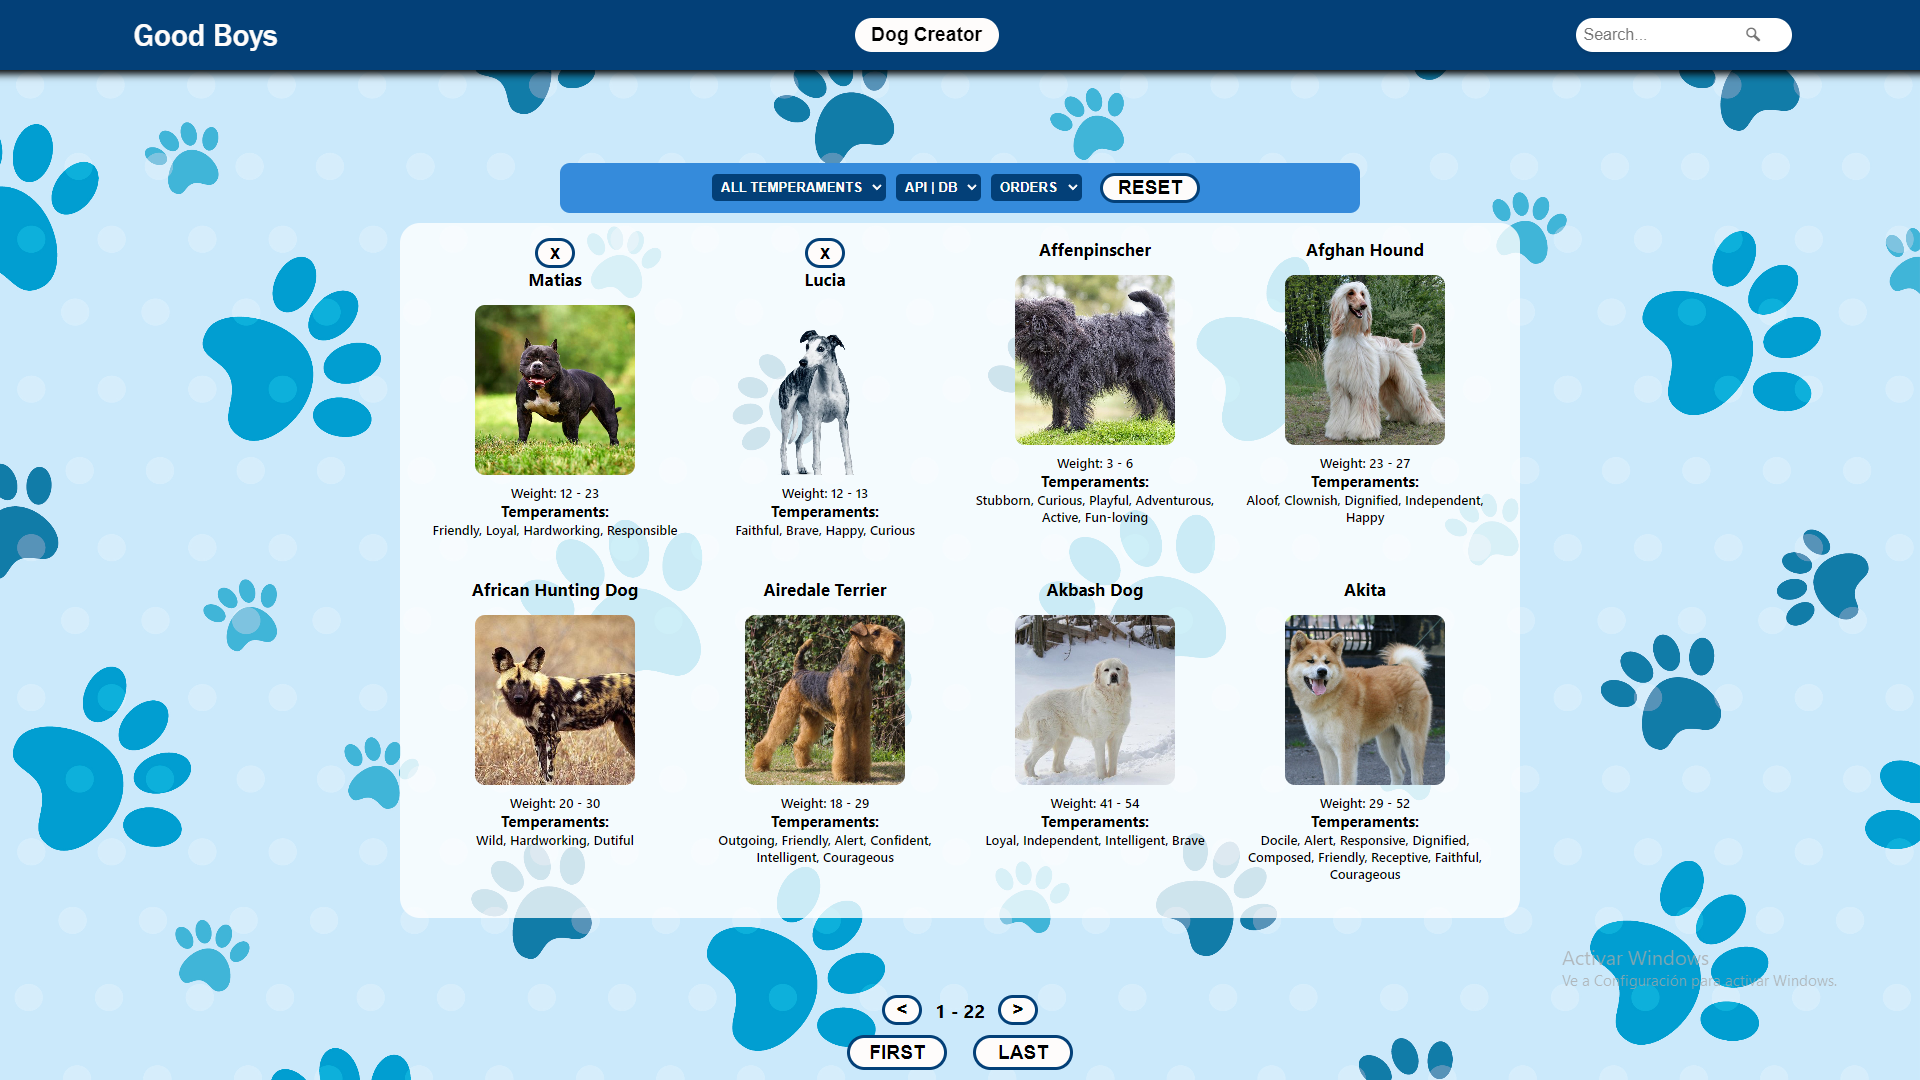 Good Boys
Dog Creator
Search...
ALL TEMPERAMENTS
API | DB
ORDERS
RESET
X
Matias
Weight: 12 - 23
Temperaments:
Friendly, Loyal, Hardworking, Responsible
X
Lucia
Weight: 12 - 13
Temperaments:
Faithful, Brave, Happy, Curious
Affenpinscher
Weight: 3 - 6
Temperaments:
Stubborn, Curious, Playful, Adventurous,
Active, Fun-loving
Afghan Hound
Weight: 23 - 27
Temperaments:
Aloof, Clownish, Dignified, Independent,
Happy
African Hunting Dog
Weight: 20 - 30
Temperaments:
Wild, Hardworking, Dutiful
Airedale Terrier
Weight: 18 - 29
Temperaments:
Outgoing, Friendly, Alert, Confident,
Intelligent, Courageous
Akbash Dog
Weight: 41 - 54
Temperaments:
Loyal, Independent, Intelligent, Brave
Akita
Weight: 29 - 52
Temperaments:
Docile, Alert, Responsive, Dignified,
Composed, Friendly, Receptive, Faithful,
Courageous
Activar Windows
Ve a Configuración para activar Windows.
< 1 - 22 >
FIRST
LAST